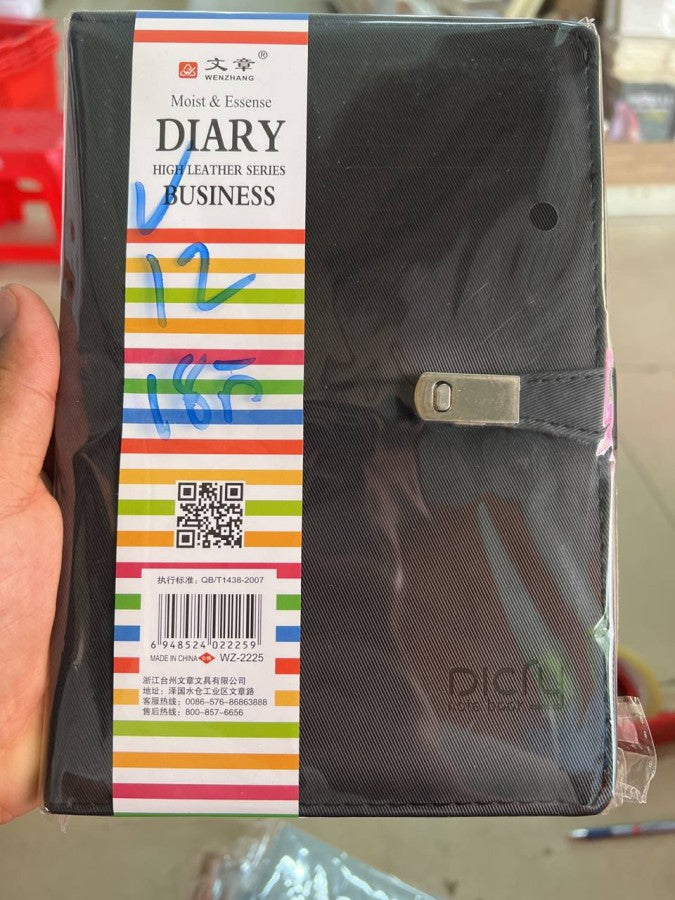 文章®
WENZHANG
Moist & Essense
DIARY
HIGH LEATHER SERIES
BUSINESS
12
执行标准: QB/T1438-2007
6 948524 022259
MADE IN CHINA WZ-2225
浙江台州文章文具有限公司
地址: 泽国水仓工业区文章路
客服热线: 0086-576-86863888
售后热线: 800-857-6656